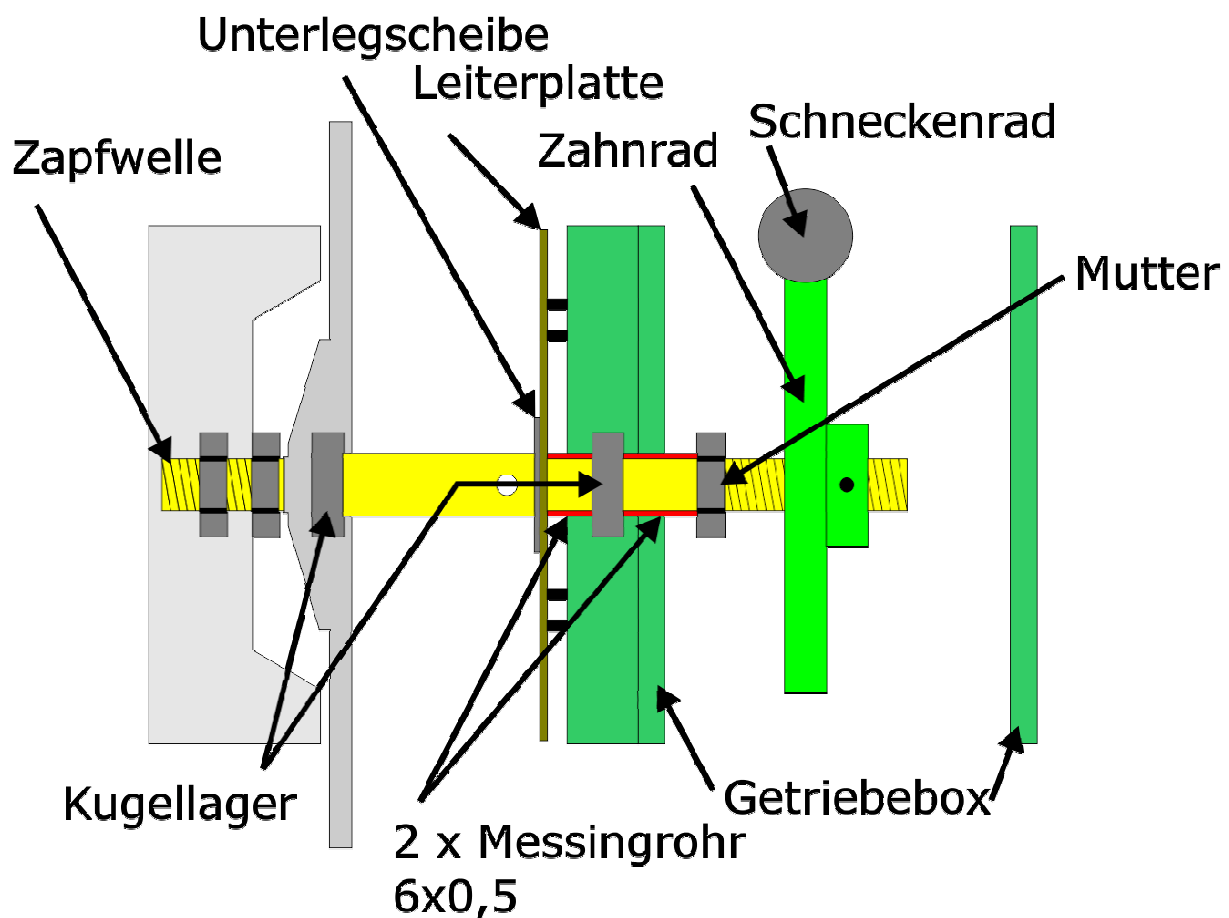 Unterlegscheibe
Leiterplatte
Schneckenrad
Zahnrad
Zapfwelle
Mutter
Kugellager
Getriebebox
2 x Messingrohr
6x0,5